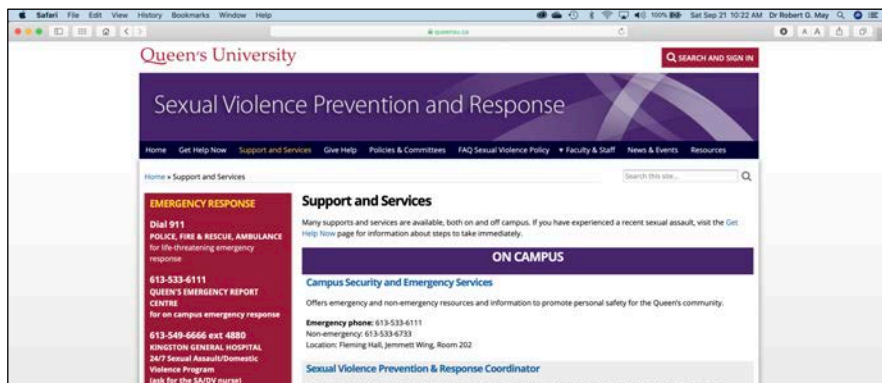 Safari File Edit View History Bookmarks Window Help
100% Sat Sep 21 10:22 AM Dr Robert G. May
queensu.ca
A A
Queen's University
SEARCH AND SIGN IN
Sexual Violence Prevention and Response
Home Get Help Now Support and Services Give Help Policies & Committees FAQ Sexual Violence Policy Faculty & Staff News & Events Resources
Home » Support and Services
Search this site...
EMERGENCY RESPONSE
Dial 911
POLICE, FIRE & RESCUE, AMBULANCE
for life-threatening emergency
response
613-533-6111
QUEEN'S EMERGENCY REPORT
CENTRE
for on campus emergency response
613-549-6666 ext 4880
KINGSTON GENERAL HOSPITAL
24/7 Sexual Assault/Domestic
Violence Program
(ask for the SA/DV nurse)
Support and Services
Many supports and services are available, both on and off campus. If you have experienced a recent sexual assault, visit the Get
Help Now page for information about steps to take immediately.
ON CAMPUS
Campus Security and Emergency Services
Offers emergency and non-emergency resources and information to promote personal safety for the Queen's community.
Emergency phone: 613-533-6111
Non-emergency: 613-533-6733
Location: Fleming Hall, Jemmett Wing, Room 202
Sexual Violence Prevention & Response Coordinator